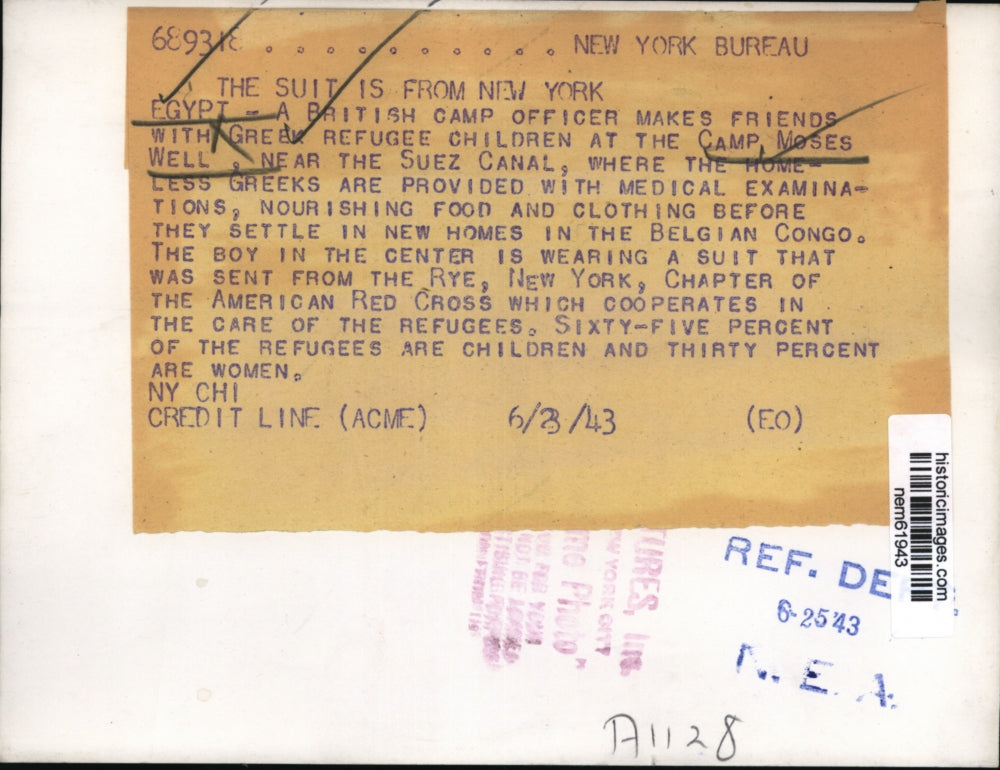 689318 . . . . . . . . . . . NEW YORK BUREAU
THE SUIT IS FROM NEW YORK
EGYPT - A BRITISH CAMP OFFICER MAKES FRIENDS
WITH GREEK REFUGEE CHILDREN AT THE CAMP, MOSES
WELL , NEAR THE SUEZ CANAL, WHERE THE HOME-
LESS GREEKS ARE PROVIDED WITH MEDICAL EXAMINA-
TIONS, NOURISHING FOOD AND CLOTHING BEFORE
THEY SETTLE IN NEW HOMES IN THE BELGIAN CONGO.
THE BOY IN THE CENTER IS WEARING A SUIT THAT
WAS SENT FROM THE RYE, NEW YORK, CHAPTER OF
THE AMERICAN RED CROSS WHICH COOPERATES IN
THE CARE OF THE REFUGEES. SIXTY-FIVE PERCENT
OF THE REFUGEES ARE CHILDREN AND THIRTY PERCENT
ARE WOMEN.
NY CHI
CREDIT LINE (ACME) 6/23/43 (EO)
historicimages.com
nem61943
TURES, In
YORK CITY
Photo"
REF. DE
6-25 43
N. E. A.
A1128